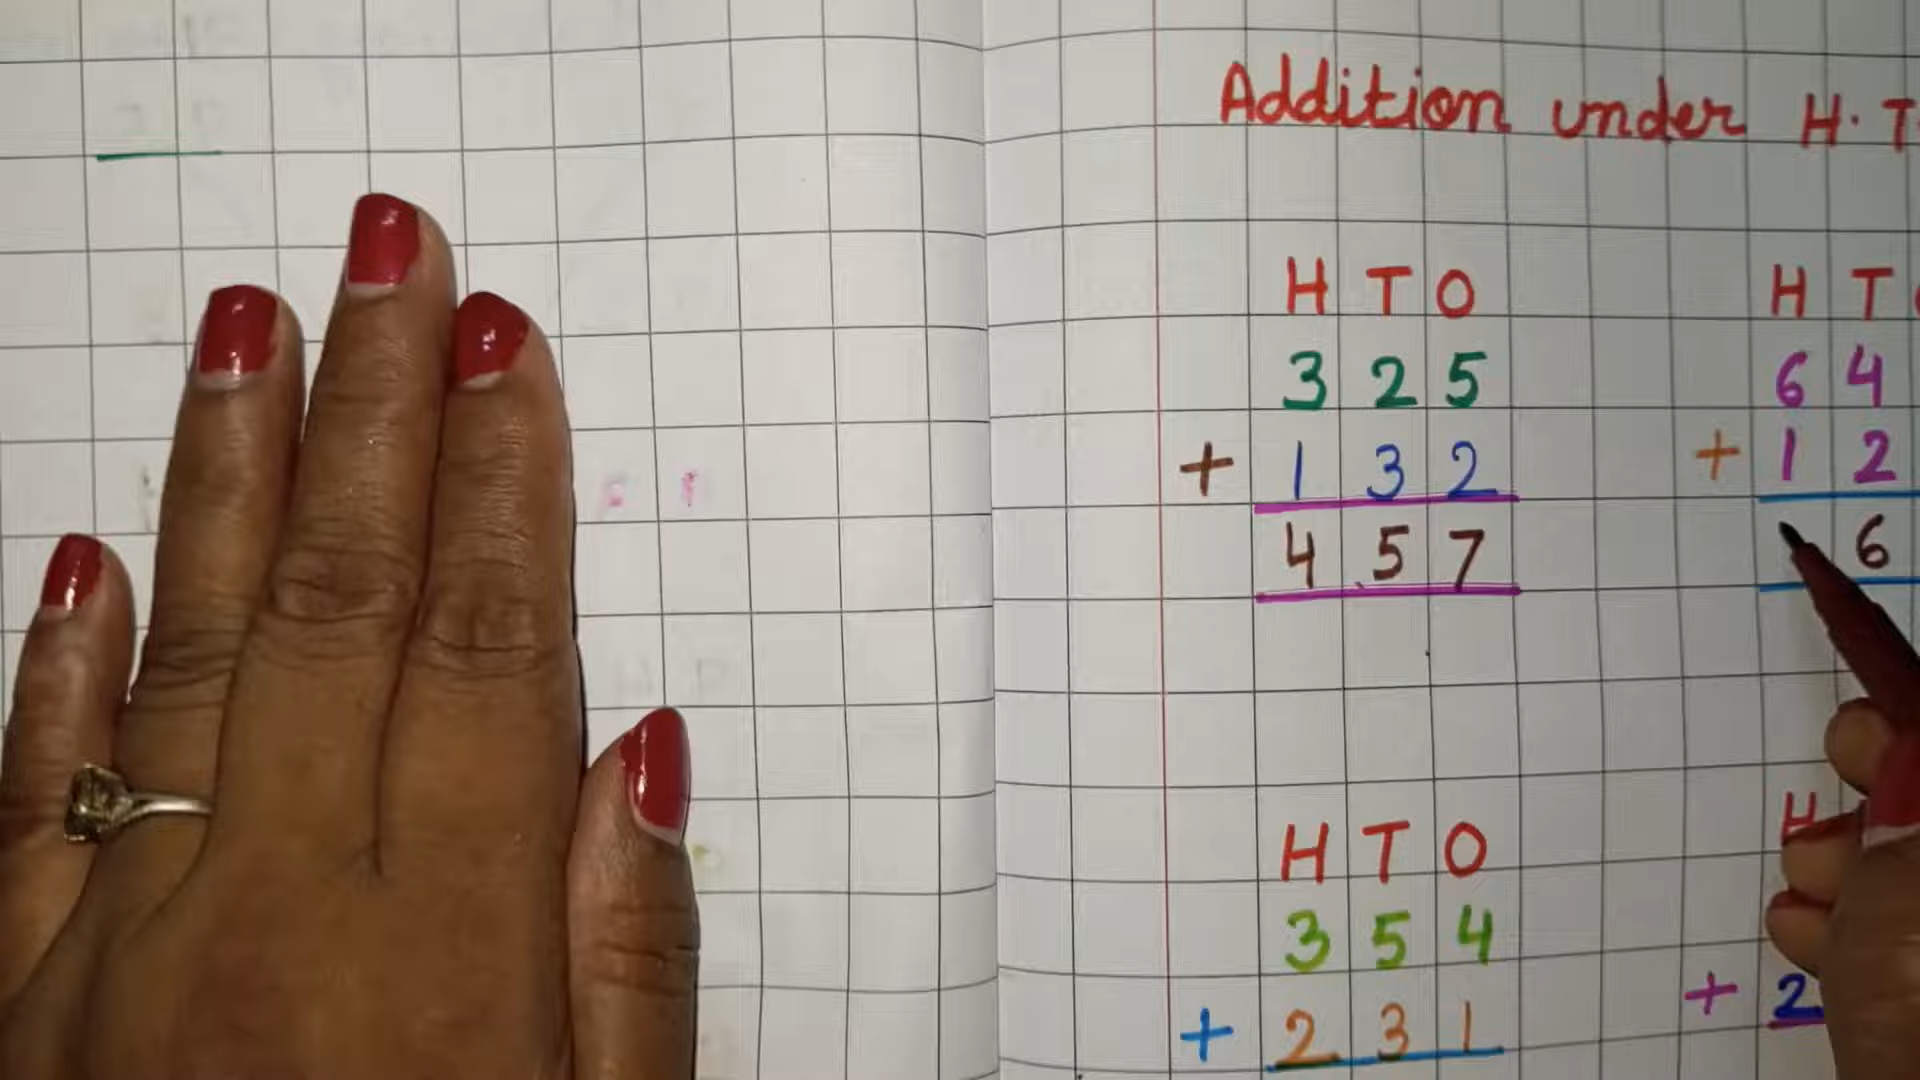 Addition under H. T.
H T O
3 2 5
+ 1 3 2
4 5 7
H T
6 4
+ 1 2
6
H T O
3 5 4
+ 2 3 1
H
+ 2